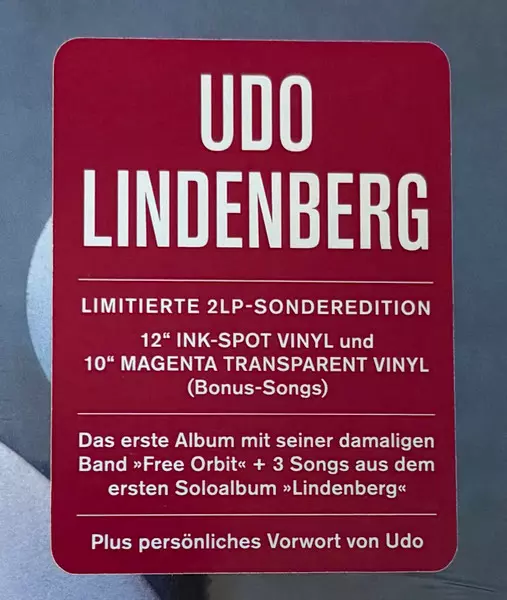 UDO
LINDENBERG
LIMITIERTE 2LP-SONDEREDITION
12“ INK-SPOT VINYL und
10“ MAGENTA TRANSPARENT VINYL
(Bonus-Songs)
Das erste Album mit seiner damaligen
Band »Free Orbit« + 3 Songs aus dem
ersten Soloalbum »Lindenberg«
Plus persönliches Vorwort von Udo